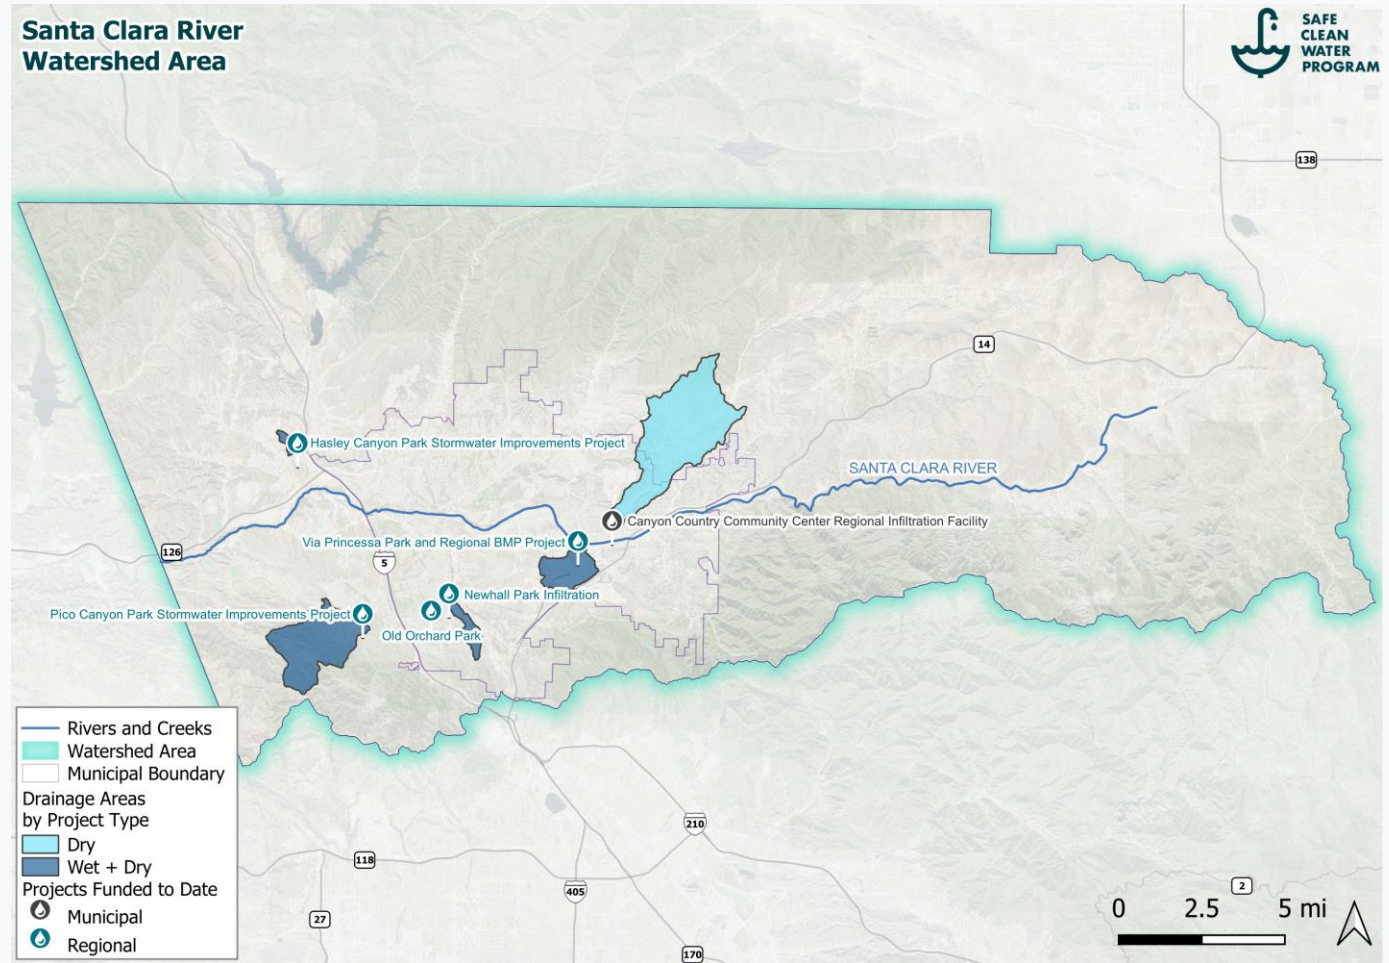 Santa Clara River
Watershed Area
SAFE
CLEAN
WATER
PROGRAM
138
14
Hasley Canyon Park Stormwater Improvements Project
SANTA CLARA RIVER
Canyon Country Community Center Regional Infiltration Facility
Via Princessa Park and Regional BMP Project
126
5
Newhall Park Infiltration
Pico Canyon Park Stormwater Improvements Project
Old Orchard Park
Rivers and Creeks
Watershed Area
Municipal Boundary
Drainage Areas
by Project Type
Dry
Wet + Dry
Projects Funded to Date
Municipal
Regional
210
118
405
2
27
170
0 2.5 5 mi